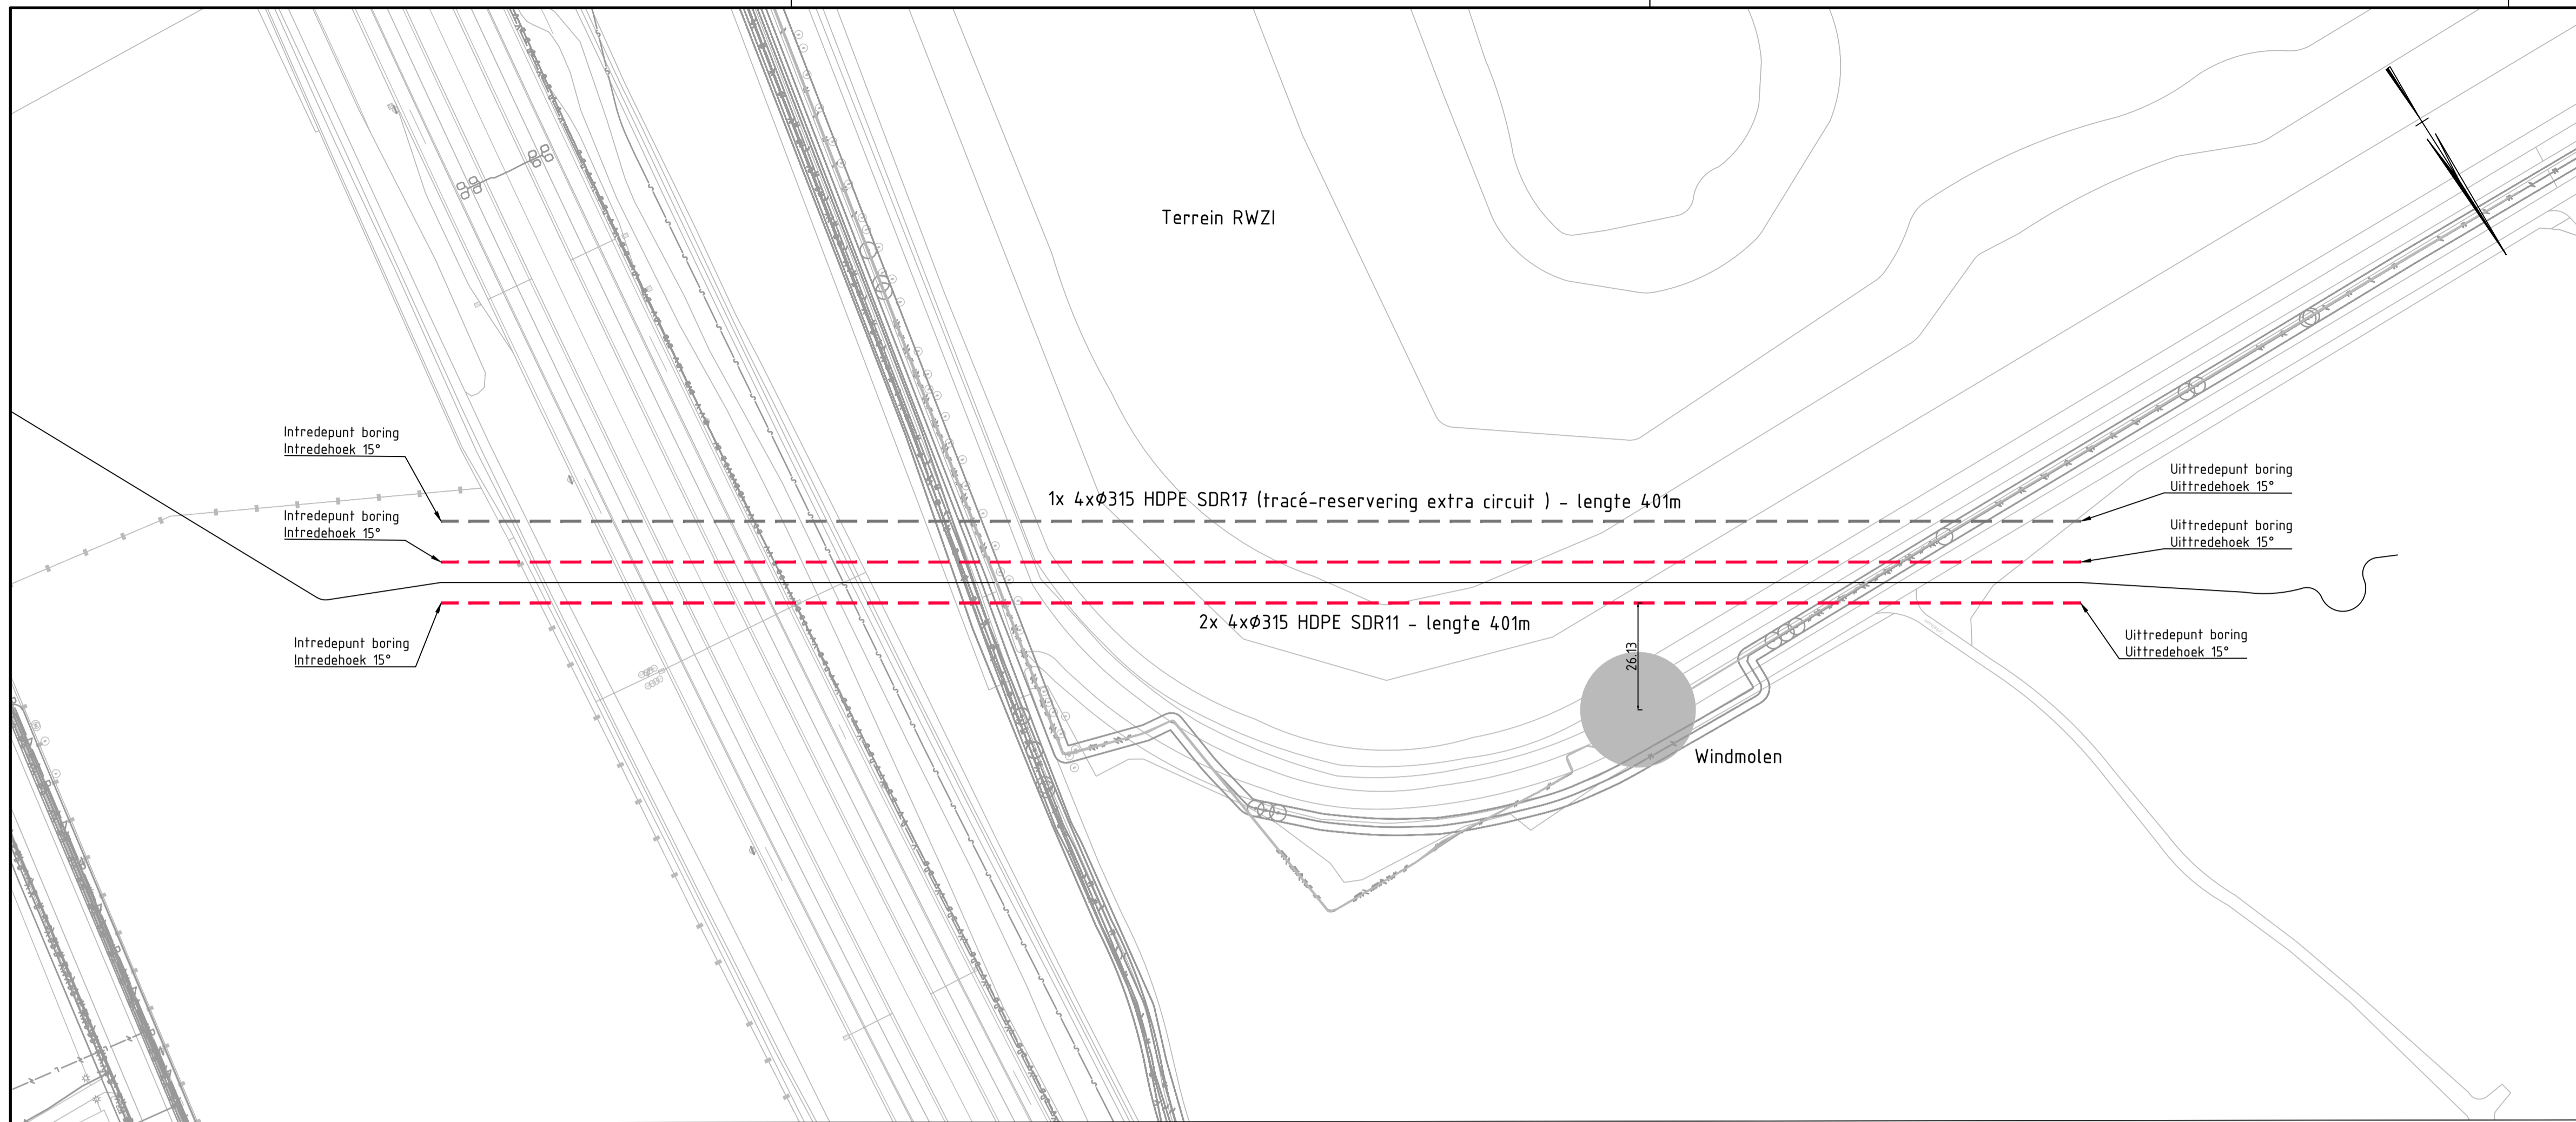 Terrein RWZI
Intredepunt boring
Intredehoek 15°
Uittredepunt boring
Uittredehoek 15°
1x 4xØ315 HDPE SDR17 (tracé-reservering extra circuit ) - lengte 401m
Intredepunt boring
Intredehoek 15°
Uittredepunt boring
Uittredehoek 15°
2x 4xØ315 HDPE SDR11 - lengte 401m
Intredepunt boring
Intredehoek 15°
Uittredepunt boring
Uittredehoek 15°
26.13
Windmolen